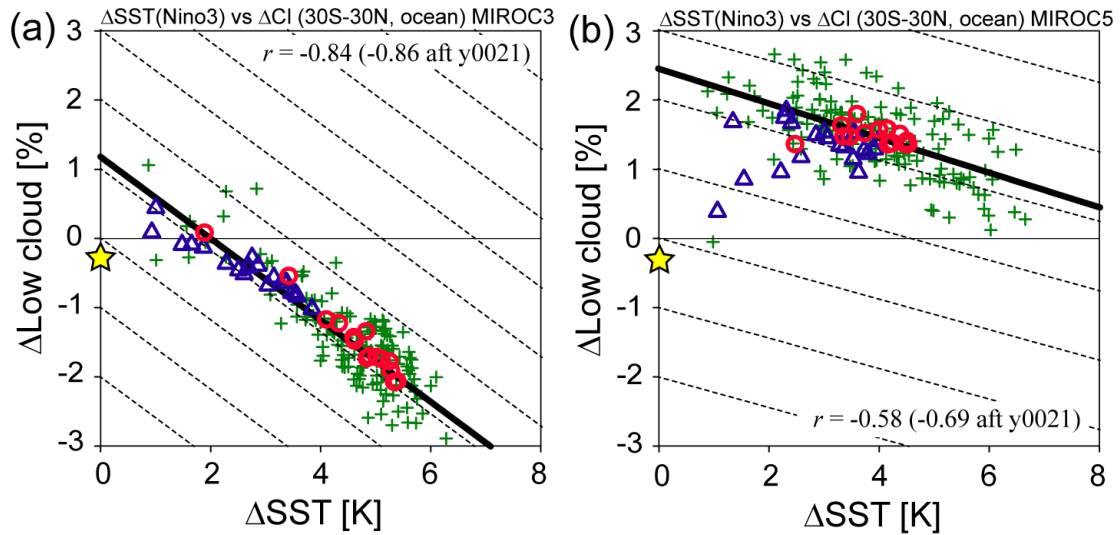 (a)
ΔSST(Nino3) vs ΔCl (30S-30N, ocean) MIROC3
r = -0.84 (-0.86 aft y0021)
ΔLow cloud [%]
3
2
1
0
-1
-2
-3
0 2 4 6 8
ΔSST [K]
(b)
ΔSST(Nino3) vs ΔCl (30S-30N, ocean) MIROC5
r = -0.58 (-0.69 aft y0021)
ΔLow cloud [%]
3
2
1
0
-1
-2
-3
0 2 4 6 8
ΔSST [K]